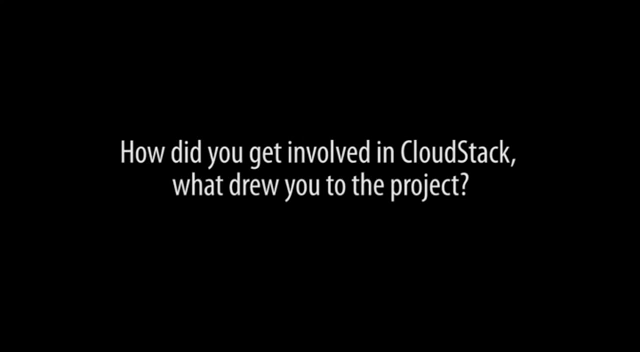 How did you get involved in CloudStack,
what drew you to the project?